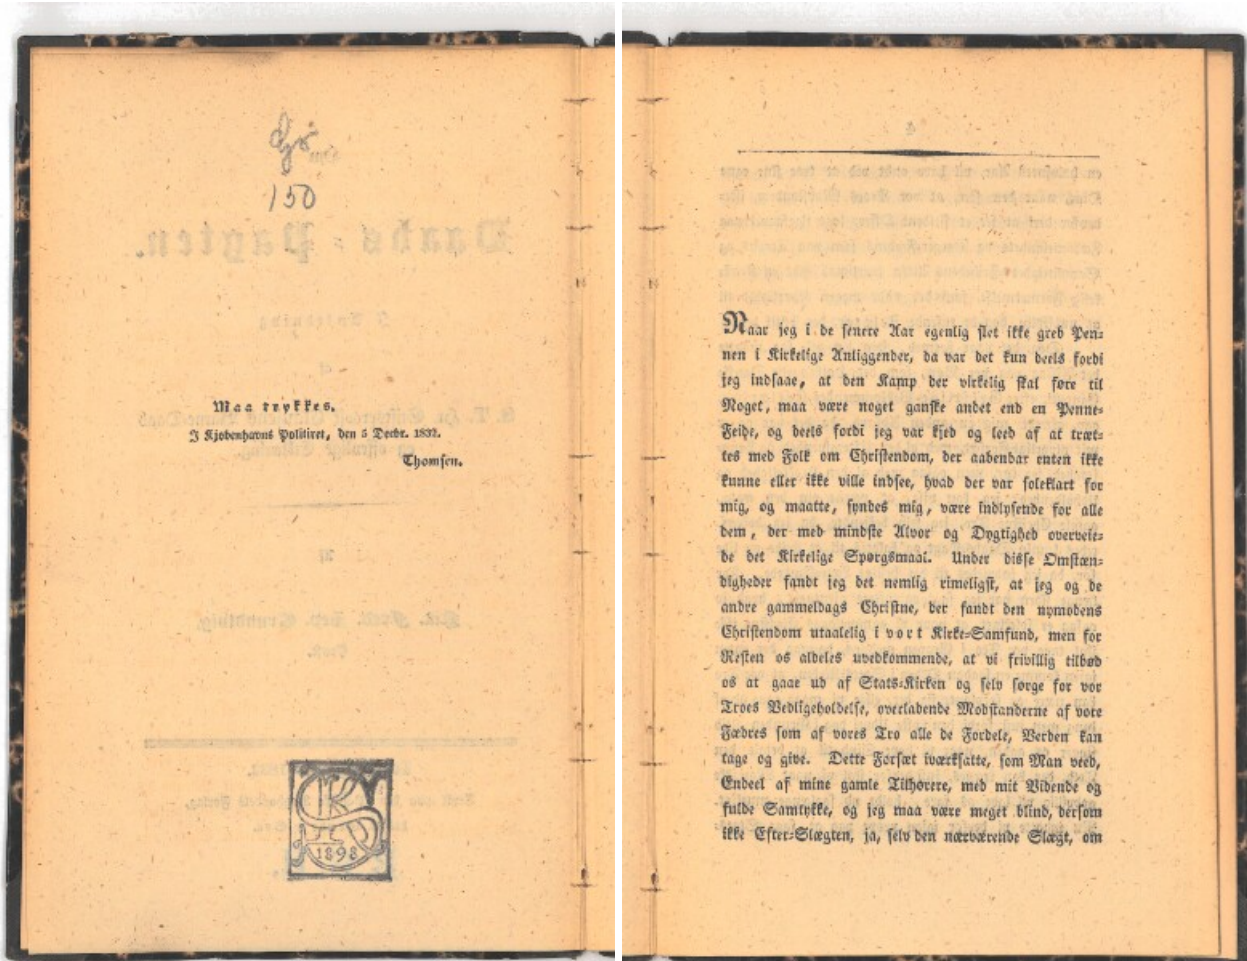 150
Maa trykkes.
I Kjøbenhavns Politiret, den 5 Decbr. 1832.
Thomsen.
1898
Naar jeg i de senere Aar egenlig slet ikke greb Pen-
nen i Kirkelige Anliggender, da var det kun deels fordi
jeg indsaae, at den Kamp der virkelig skal føre til
Noget, maa være noget ganske andet end en Penne-
Feide, og deels fordi jeg var kjed og leed af at træt-
tes med Folk om Christendom, der aabenbar enten ikke
kunne eller ikke ville indsee, hvad der var soleklart for
mig, og maatte, syndes mig, være indlysende for alle
dem, der med mindste Alvor og Dygtighed overveie-
de det Kirkelige Spørgsmaal. Under disse Omstæn-
digheder fandt jeg det nemlig rimeligst, at jeg og de
andre gammeldags Christne, der fandt den nymodens
Christendom utaalelig i vort Kirke-Samfund, men for
Resten os aldeles uvedkommende, at vi frivillig tilbød
os at gaae ud af Stats-Kirken og selv sørge for vor
Troes Vedligeholdelse, overladende Modstanderne af vore
Fædres som af vores Tro alle de Fordele, Verden kan
tage og give. Dette Forsæt iværksatte, som Man veed,
Endeel af mine gamle Tilhørere, med mit Vidende og
fulde Samtykke, og jeg maa være meget blind, dersom
ikke Efter-Slægten, ja, selv den nærværende Slægt, om